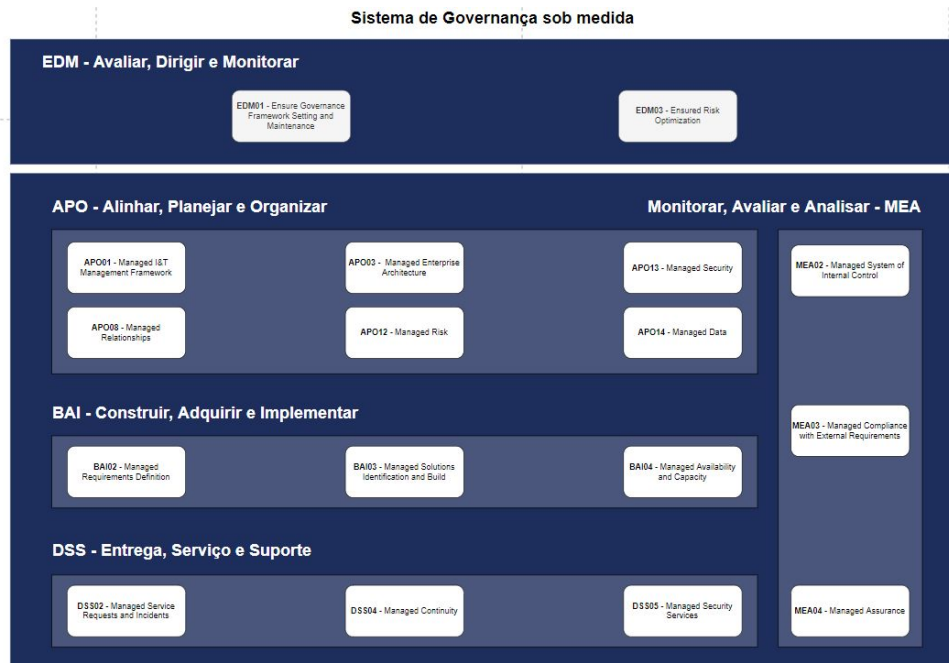 Sistema de Governança sob medida
EDM - Avaliar, Dirigir e Monitorar
EDM01 - Ensure Governance
Framework Setting and
Maintenance
EDM03 - Ensured Risk
Optimization
APO - Alinhar, Planejar e Organizar
Monitorar, Avaliar e Analisar - MEA
APO01 - Managed I&T
Management Framework
APO03 - Managed Enterprise
Architecture
APO13 - Managed Security
MEA02 - Managed System of
Internal Control
APO08 - Managed
Relationships
APO12 - Managed Risk
APO14 - Managed Data
BAI - Construir, Adquirir e Implementar
MEA03 - Managed Compliance
with External Requirements
BAI02 - Managed
Requirements Definition
BAI03 - Managed Solutions
Identification and Build
BAI04 - Managed Availability
and Capacity
DSS - Entrega, Serviço e Suporte
DSS02 - Managed Service
Requests and Incidents
DSS04 - Managed Continuity
DSS05 - Managed Security
Services
MEA04 - Managed Assurance